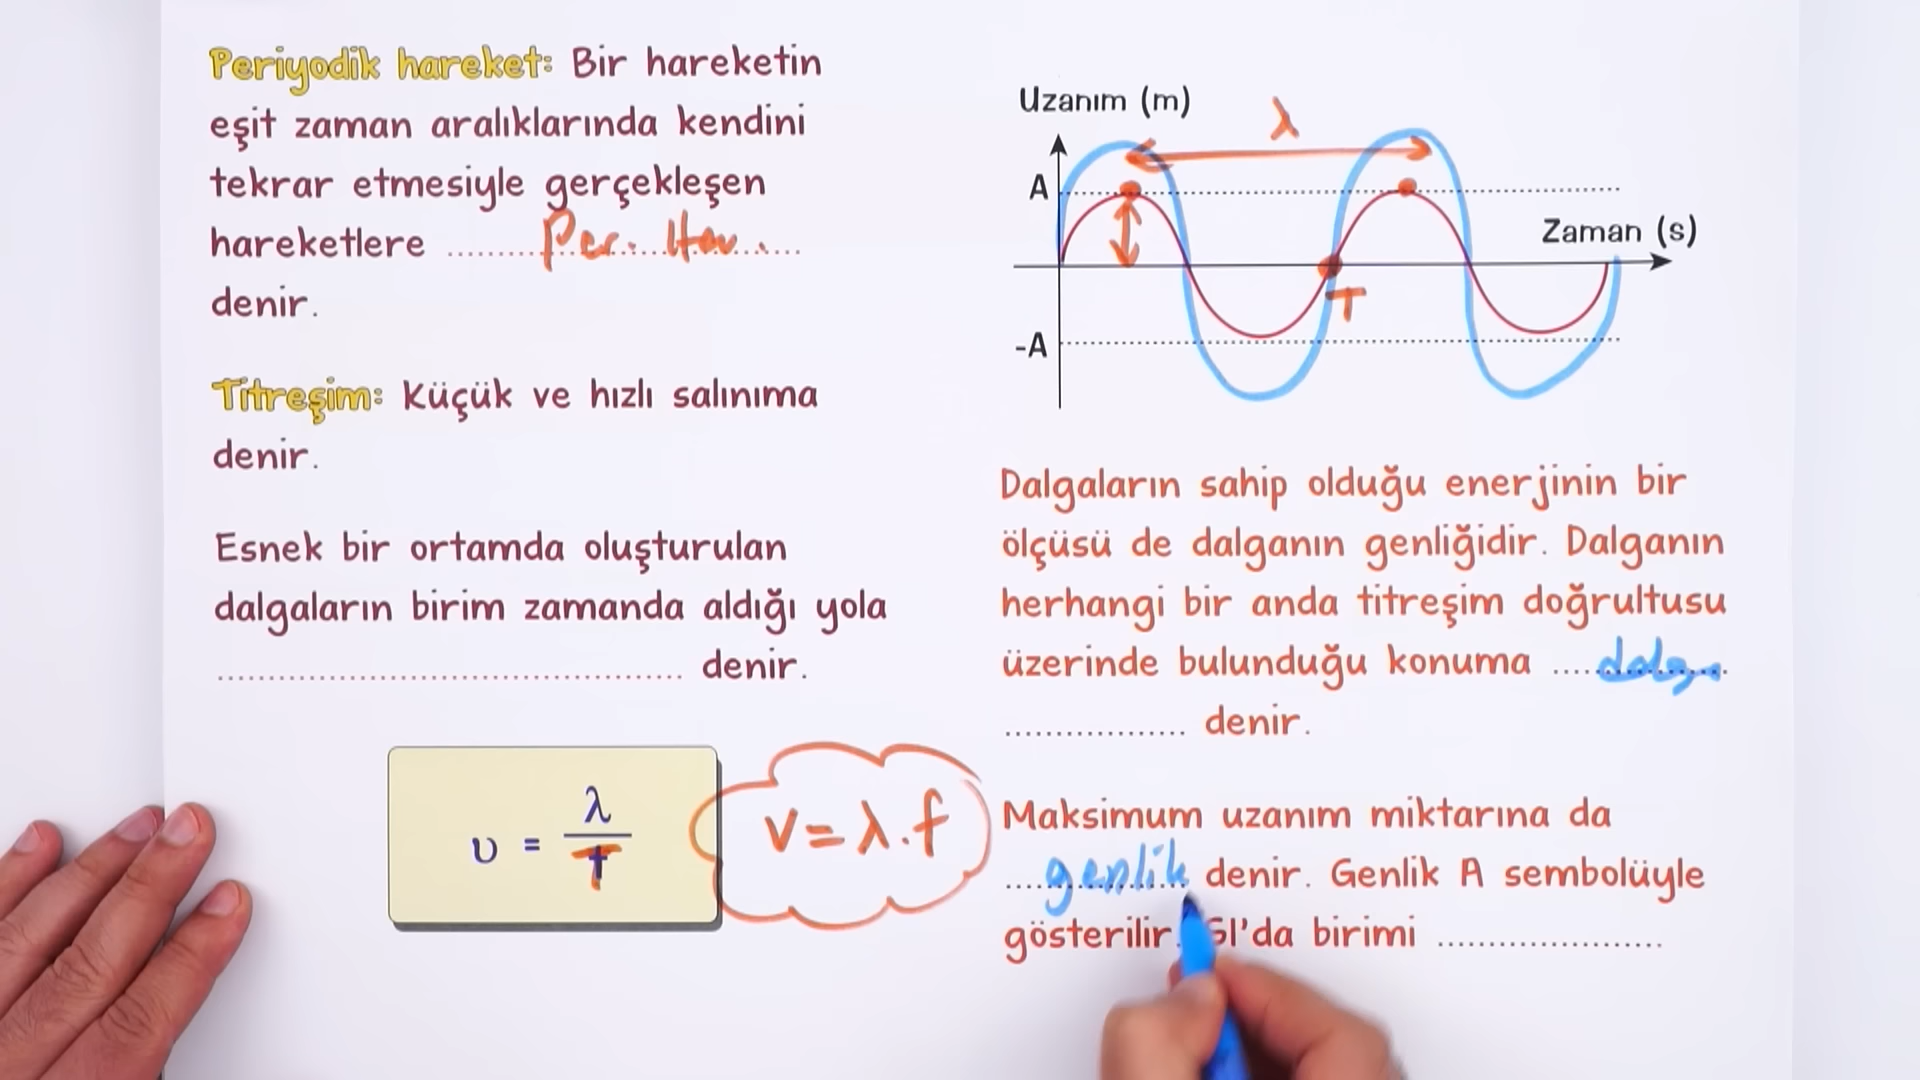 Periyodik hareket: Bir hareketin
eşit zaman aralıklarında kendini
tekrar etmesiyle gerçekleşen
hareketlere ..... Per. Har. .....
denir.
Titreşim: Küçük ve hızlı salınıma
denir.
Esnek bir ortamda oluşturulan
dalgaların birim zamanda aldığı yola
..... denir.
υ = λ / T
V = λ . f
Uzanım (m)
λ
A
Zaman (s)
T
-A
Dalgaların sahip olduğu enerjinin bir
ölçüsü de dalganın genliğidir. Dalganın
herhangi bir anda titreşim doğrultusu
üzerinde bulunduğu konuma ..... dalga
..... denir.
Maksimum uzanım miktarına da
..... genlik denir. Genlik A sembolüyle
gösterilir. SI'da birimi .....